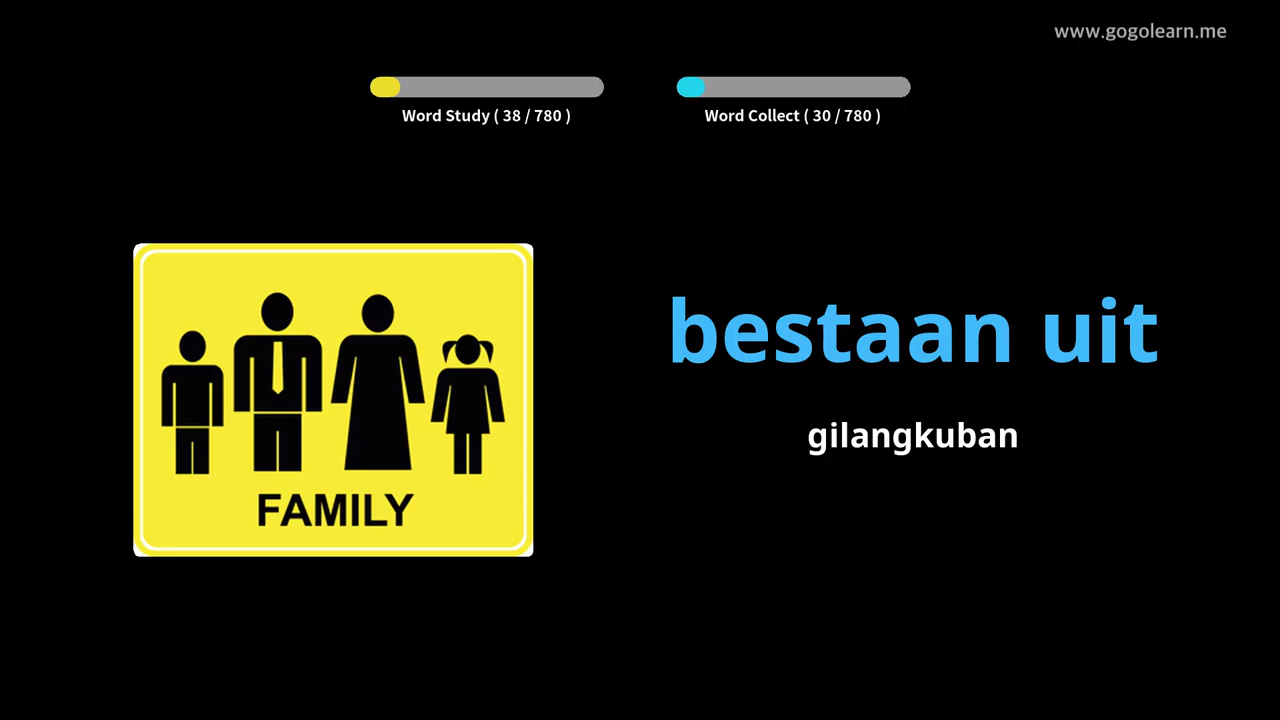 www.gogolearn.me
Word Study ( 38 / 780 )
Word Collect ( 30 / 780 )
FAMILY
bestaan uit
gilangkuban